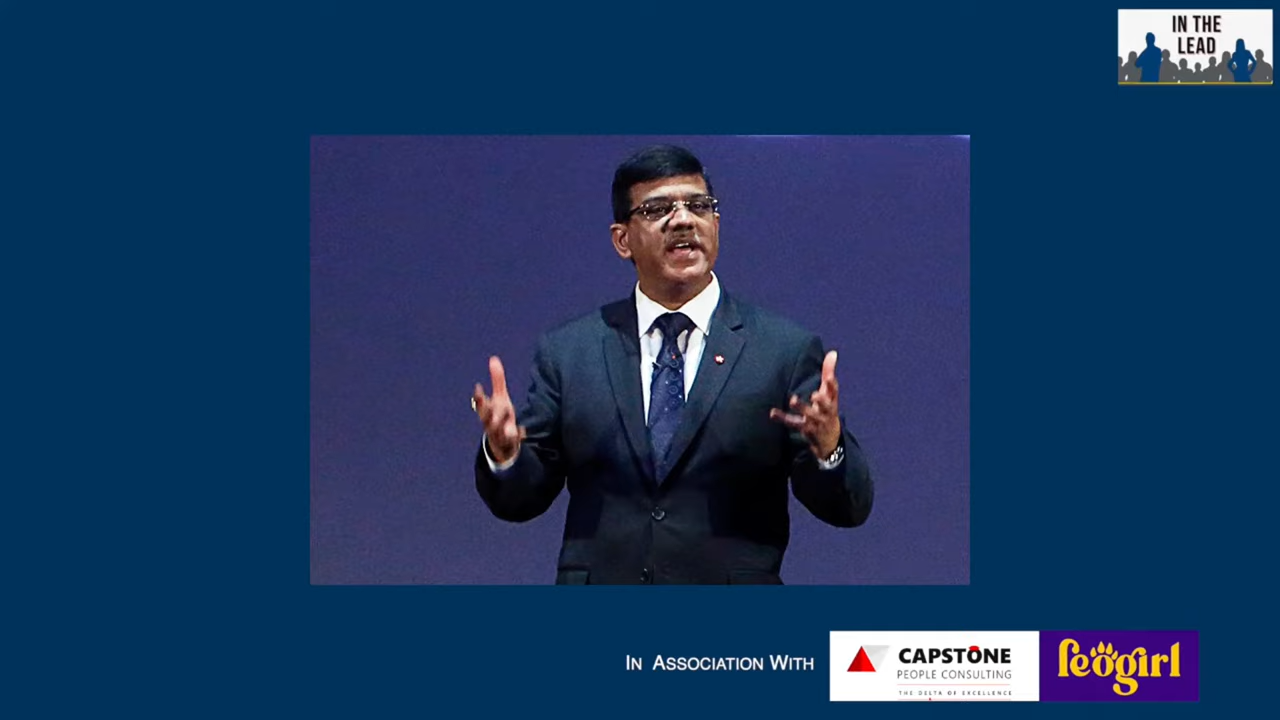 IN THE
LEAD
IN ASSOCIATION WITH
CAPSTONE
PEOPLE CONSULTING
THE DELTA OF EXCELLENCE
feogirl